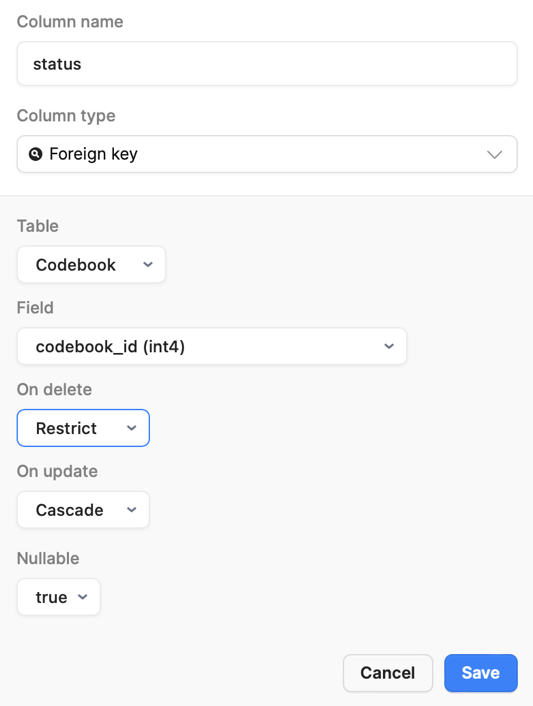 Column name
status
Column type
Foreign key
Table
Codebook
Field
codebook_id (int4)
On delete
Restrict
On update
Cascade
Nullable
true
Cancel Save